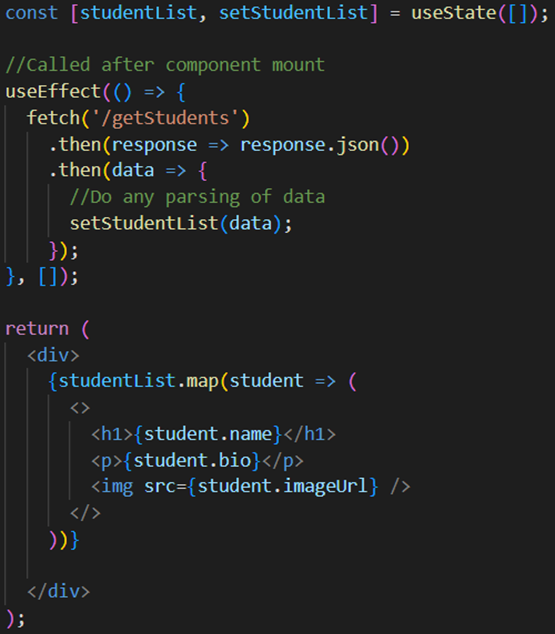 const [studentList, setStudentList] = useState([]);
//Called after component mount
useEffect(() => {
fetch('/getStudents')
.then(response => response.json())
.then(data => {
//Do any parsing of data
setStudentList(data);
});
}, []);
return (
<div>
{studentList.map(student => (
<>
<h1>{student.name}</h1>
<p>{student.bio}</p>
<img src={student.imageUrl} />
</>
))}
</div>
);